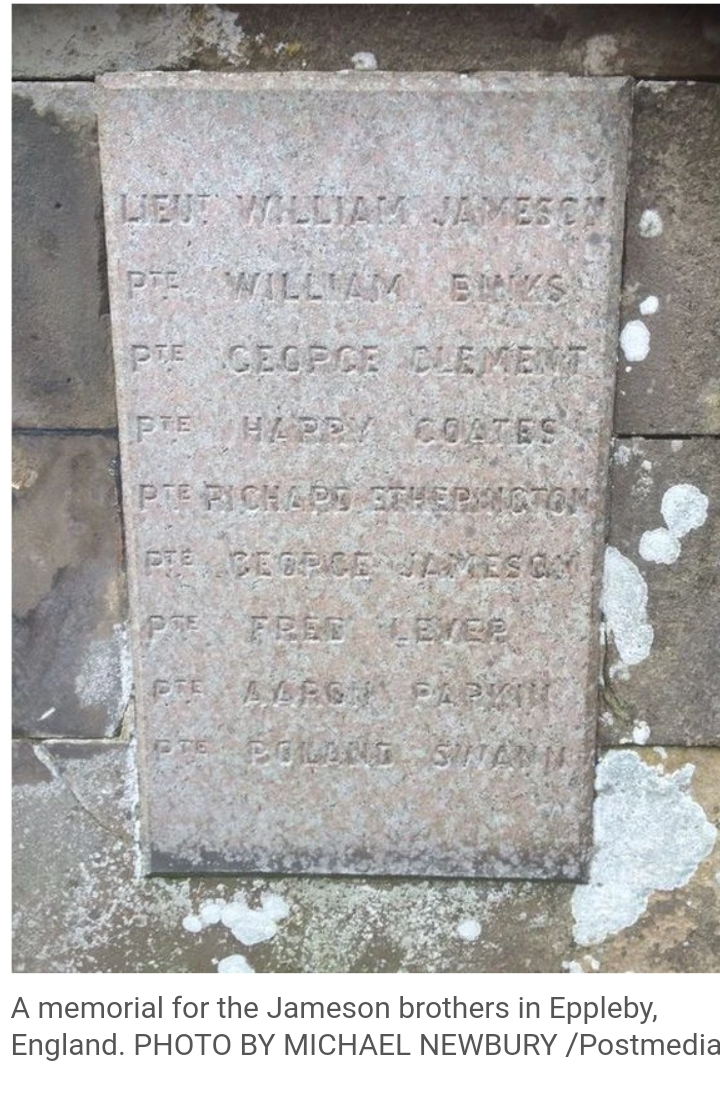 LIEUT WILLIAM JAMESON
PTE WILLIAM BINKS
PTE GEORGE CLEMENT
PTE HARRY COATES
PTE RICHARD ETHERINGTON
PTE GEORGE JAMESON
PTE FRED LEVER
PTE AARON PARKIN
PTE ROLAND SWANN
A memorial for the Jameson brothers in Eppleby,
England. PHOTO BY MICHAEL NEWBURY /Postmedia